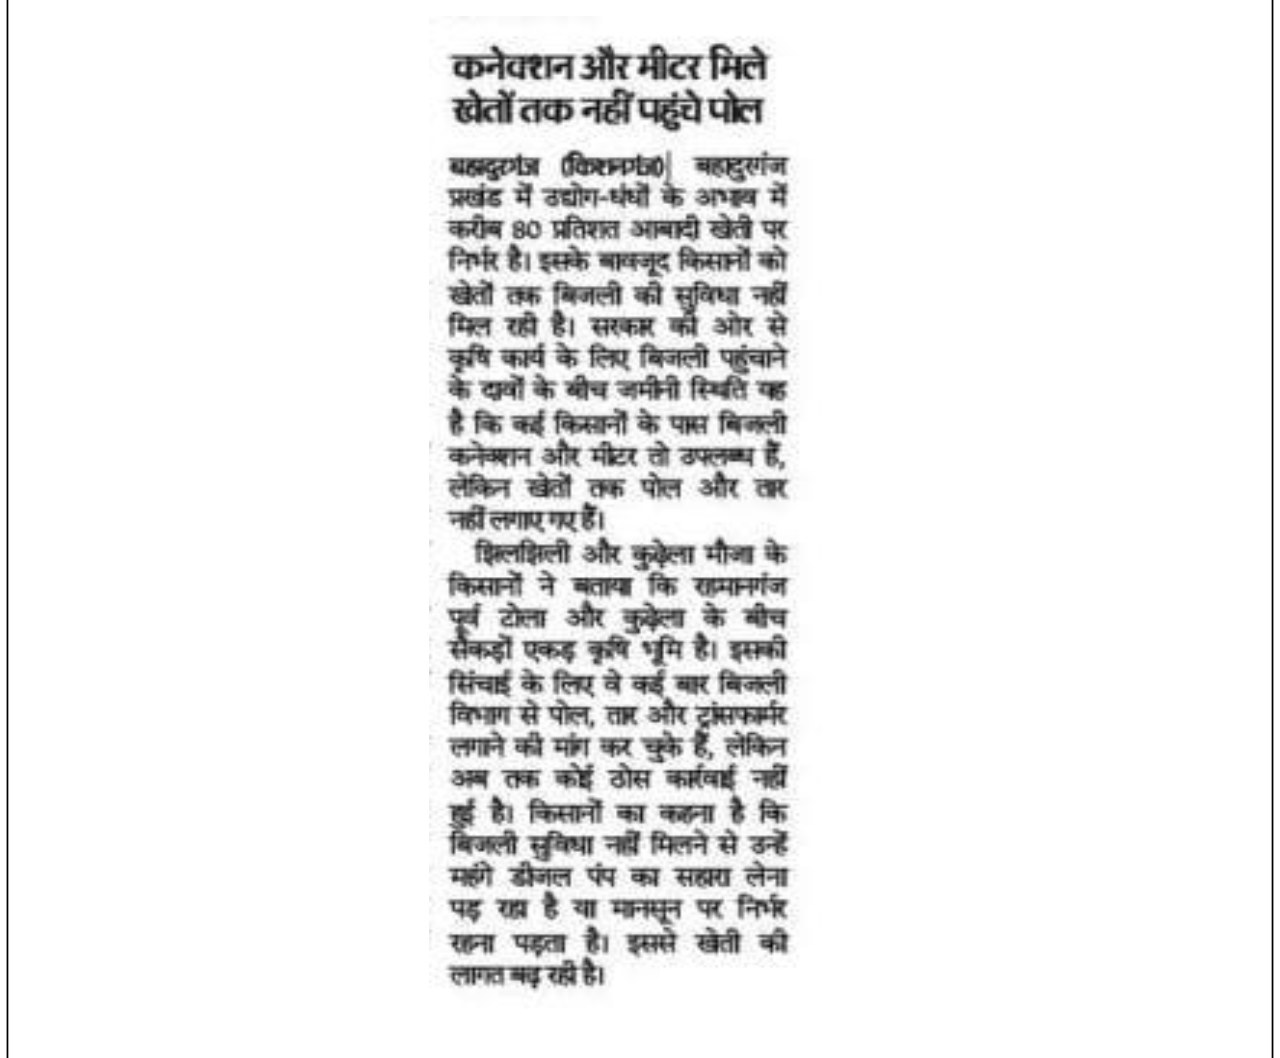 कनेक्शन और मीटर मिले
खेतों तक नहीं पहुंचे पोल
बहादुरगंज (किशनगंज)| बहादुरगंज
प्रखंड में उद्योग-धंधों के अभाव में
करीब 80 प्रतिशत आबादी खेती पर
निर्भर है। इसके बावजूद किसानों को
खेतों तक बिजली की सुविधा नहीं
मिल रही है। सरकार की ओर से
कृषि कार्य के लिए बिजली पहुंचाने
के दावों के बीच जमीनी स्थिति यह
है कि कई किसानों के पास बिजली
कनेक्शन और मीटर तो उपलब्ध हैं,
लेकिन खेतों तक पोल और तार
नहीं लगाए गए हैं।
झिलझिली और कुढ़ेला मौजा के
किसानों ने बताया कि रहमानगंज
पूर्व टोला और कुढ़ेला के बीच
सैकड़ों एकड़ कृषि भूमि है। इसकी
सिंचाई के लिए वे कई बार बिजली
विभाग से पोल, तार और ट्रांसफार्मर
लगाने की मांग कर चुके हैं, लेकिन
अब तक कोई ठोस कार्रवाई नहीं
हुई है। किसानों का कहना है कि
बिजली सुविधा नहीं मिलने से उन्हें
महंगे डीजल पंप का सहारा लेना
पड़ रहा है या मानसून पर निर्भर
रहना पड़ता है। इससे खेती की
लागत बढ़ रही है।